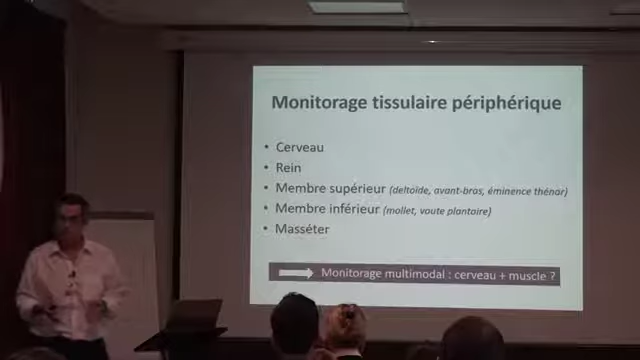 Monitorage tissulaire périphérique
• Cerveau
• Rein
• Membre supérieur (deltoïde, avant-bras, éminence thénar)
• Membre inférieur (mollet, voute plantaire)
• Masséter
Monitorage multimodal : cerveau + muscle ?